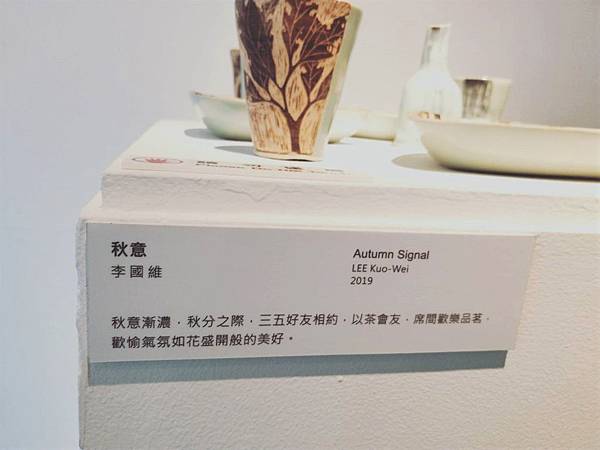 秋意
Autumn Signal
李國維
LEE Kuo-Wei
2019
秋意漸濃，秋分之際，三五好友相約，以茶會友，席間歡樂品茗，
歡愉氣氛如花盛開般的美好。